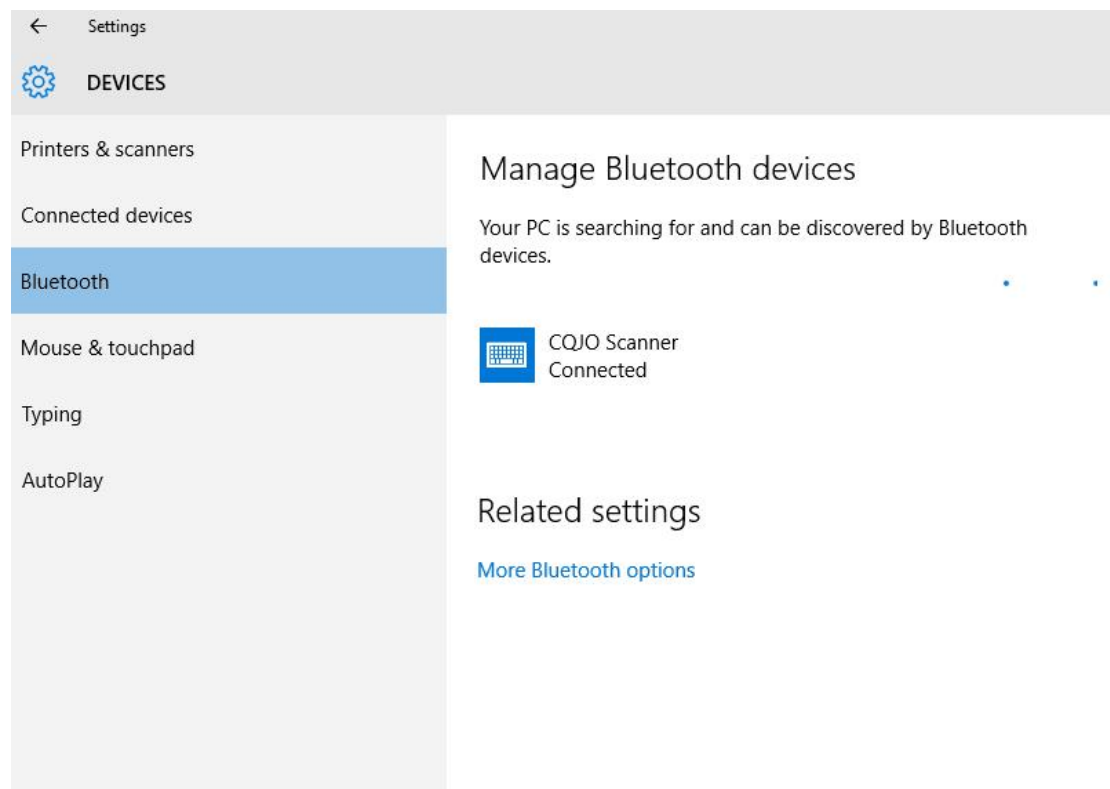 Settings
DEVICES
Printers & scanners
Connected devices
Bluetooth
Mouse & touchpad
Typing
AutoPlay
Manage Bluetooth devices
Your PC is searching for and can be discovered by Bluetooth
devices.
CQJO Scanner
Connected
Related settings
More Bluetooth options